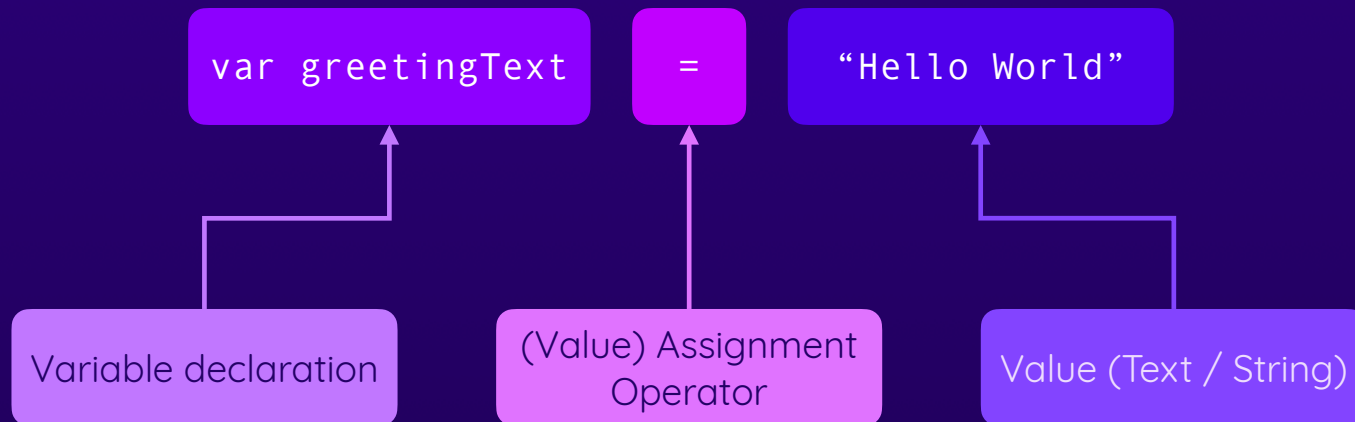 var greetingText
=
“Hello World”
Variable declaration
(Value) Assignment
Operator
Value (Text / String)